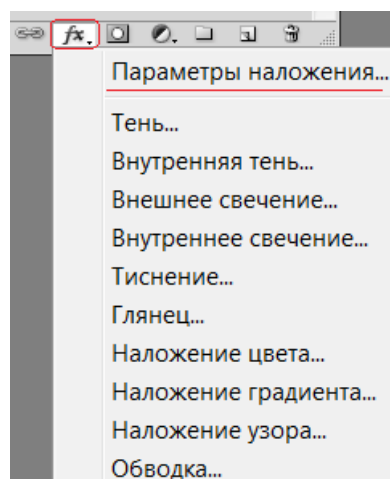 fx.
Параметры наложения...
Тень...
Внутренняя тень...
Внешнее свечение...
Внутреннее свечение...
Тиснение...
Глянец...
Наложение цвета...
Наложение градиента...
Наложение узора...
Обводка...